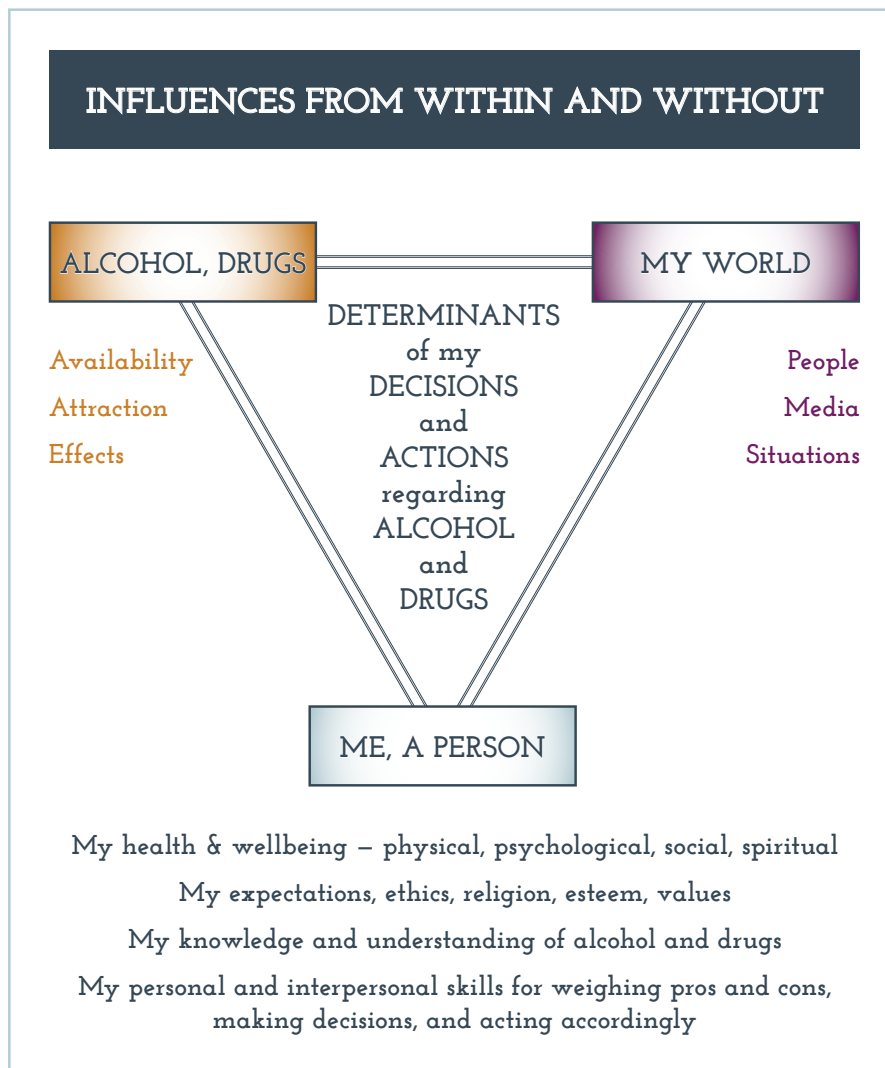 INFLUENCES FROM WITHIN AND WITHOUT
ALCOHOL, DRUGS
MY WORLD
DETERMINANTS
of my
DECISIONS
and
ACTIONS
regarding
ALCOHOL
and
DRUGS
Availability
Attraction
Effects
People
Media
Situations
ME, A PERSON
My health & wellbeing – physical, psychological, social, spiritual
My expectations, ethics, religion, esteem, values
My knowledge and understanding of alcohol and drugs
My personal and interpersonal skills for weighing pros and cons,
making decisions, and acting accordingly